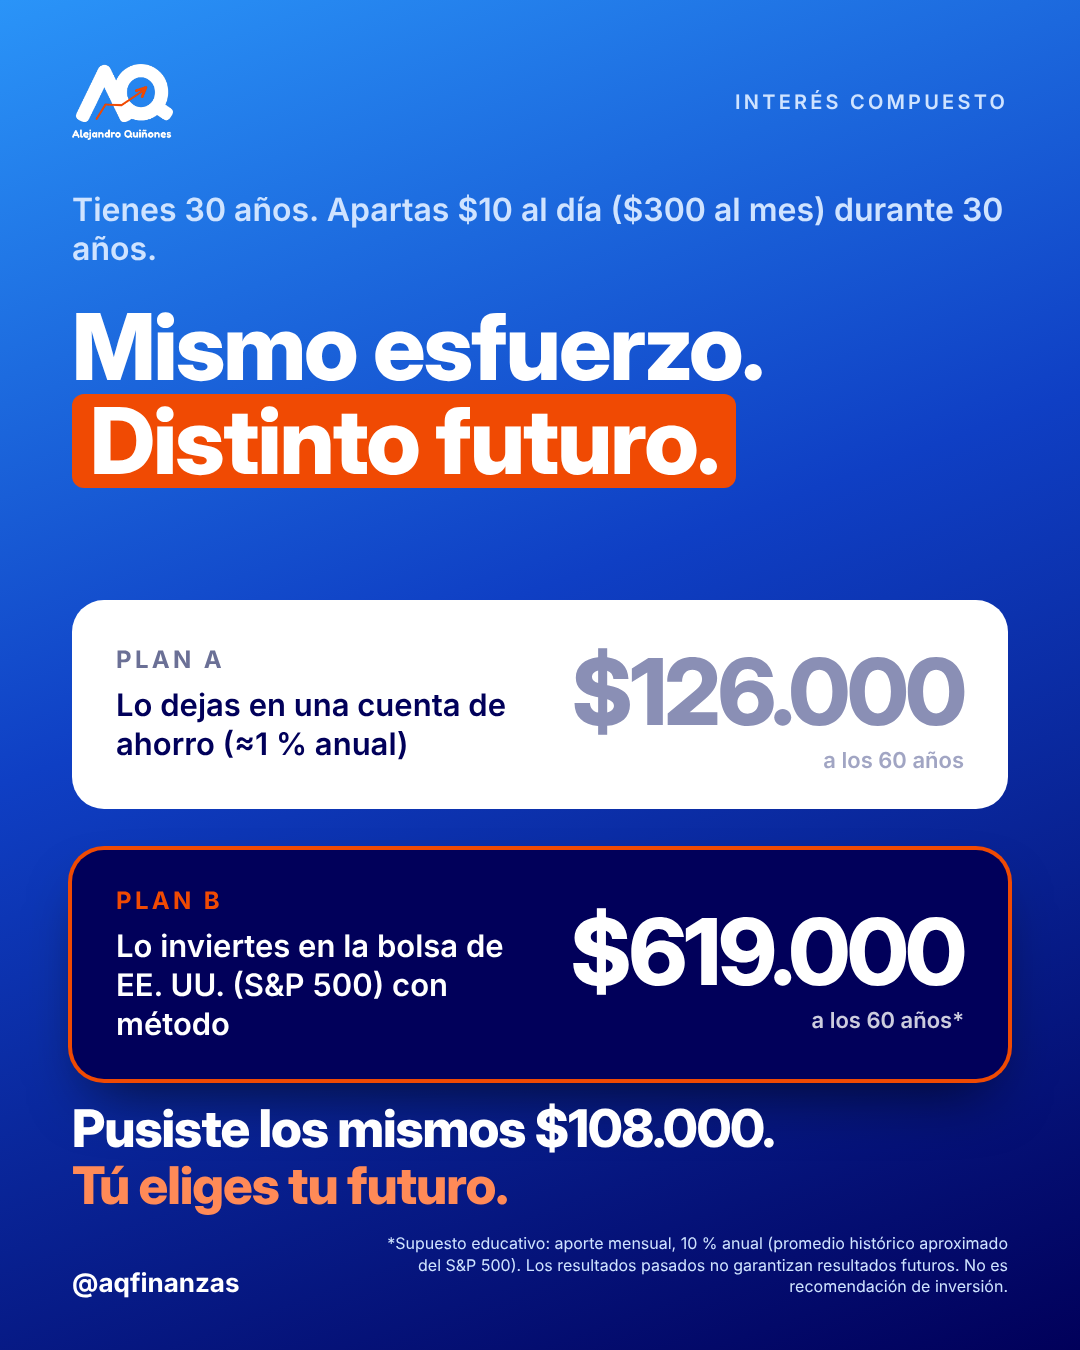 AQ
Alejandro Quiñones
INTERÉS COMPUESTO
Tienes 30 años. Apartas $10 al día ($300 al mes) durante 30
años.
Mismo esfuerzo.
Distinto futuro.
PLAN A
Lo dejas en una cuenta de
ahorro (≈1 % anual)
$126.000
a los 60 años
PLAN B
Lo inviertes en la bolsa de
EE. UU. (S&P 500) con
método
$619.000
a los 60 años*
Pusiste los mismos $108.000.
Tú eliges tu futuro.
*Supuesto educativo: aporte mensual, 10 % anual (promedio histórico aproximado
del S&P 500). Los resultados pasados no garantizan resultados futuros. No es
recomendación de inversión.
@aqfinanzas